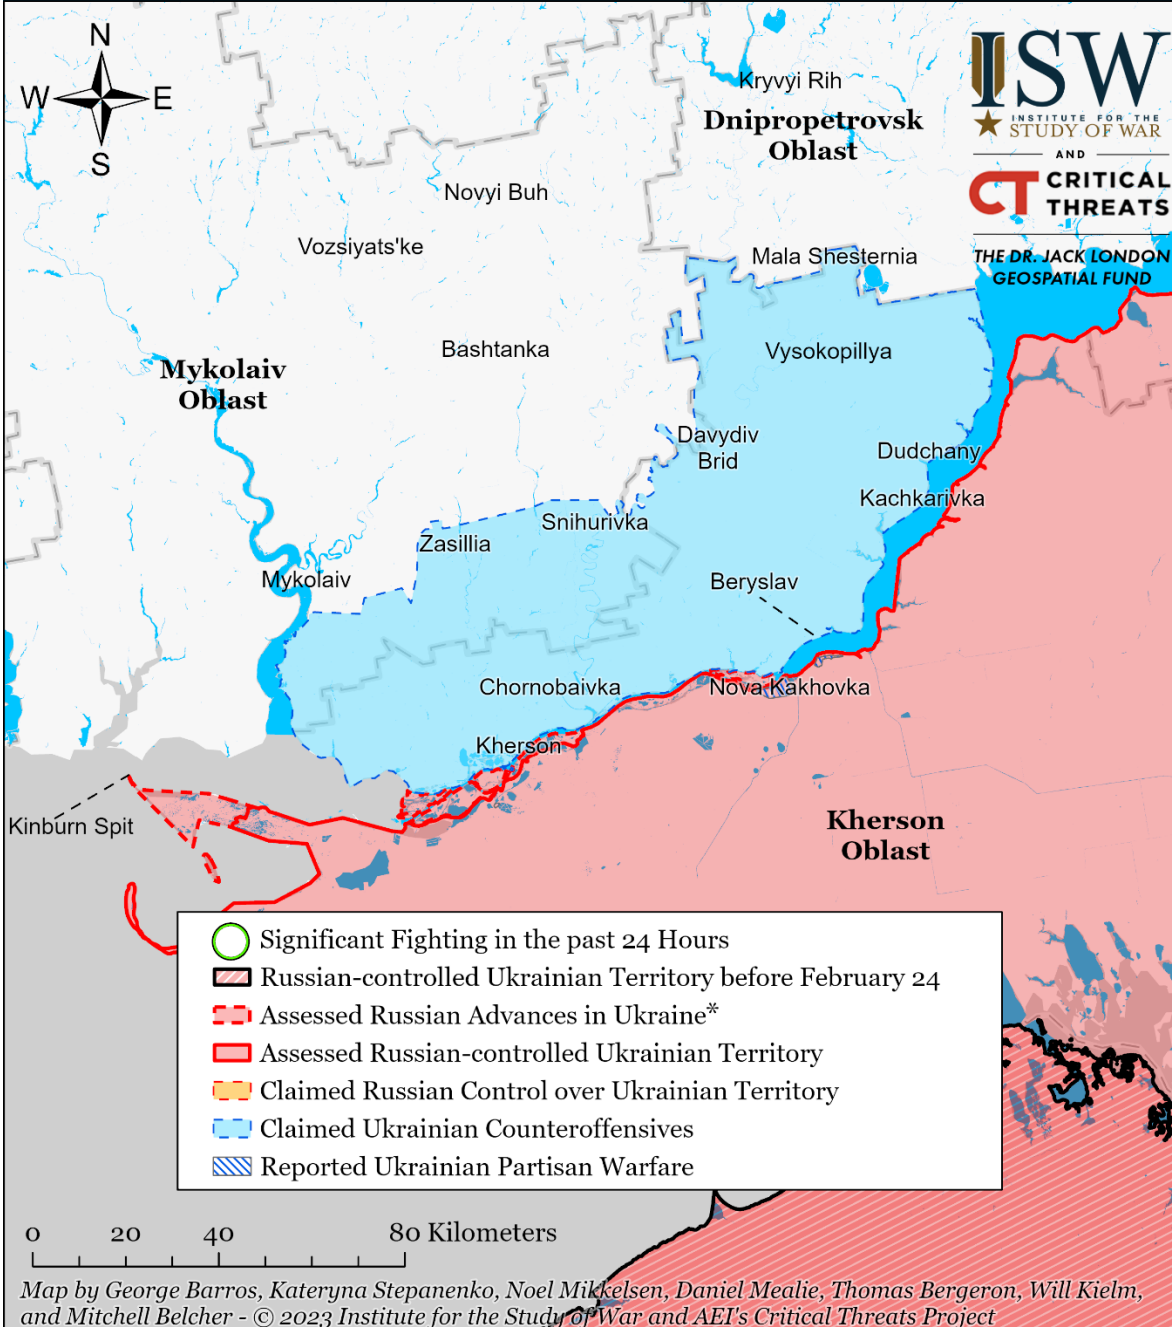 N
W
E
S
Kryvyi Rih
Dnipropetrovsk
Oblast
ISW
INSTITUTE FOR THE
STUDY OF WAR
AND
CT CRITICAL
THREATS
THE DR. JACK LONDON
GEOSPATIAL FUND
Novyi Buh
Vozsiyats'ke
Mala Shesternia
Bashtanka
Vysokopillya
Mykolaiv
Oblast
Davydiv
Brid
Dudchany
Kachkarivka
Snihurivka
Zasillia
Mykolaiv
Beryslav
Chornobaivka
Nova Kakhovka
Kherson
Kinburn Spit
Kherson
Oblast
Significant Fighting in the past 24 Hours
Russian-controlled Ukrainian Territory before February 24
Assessed Russian Advances in Ukraine*
Assessed Russian-controlled Ukrainian Territory
Claimed Russian Control over Ukrainian Territory
Claimed Ukrainian Counteroffensives
Reported Ukrainian Partisan Warfare
0 20 40 80 Kilometers
Map by George Barros, Kateryna Stepanenko, Noel Mikkelsen, Daniel Mealie, Thomas Bergeron, Will Kielm,
and Mitchell Belcher - © 2023 Institute for the Study of War and AEI's Critical Threats Project